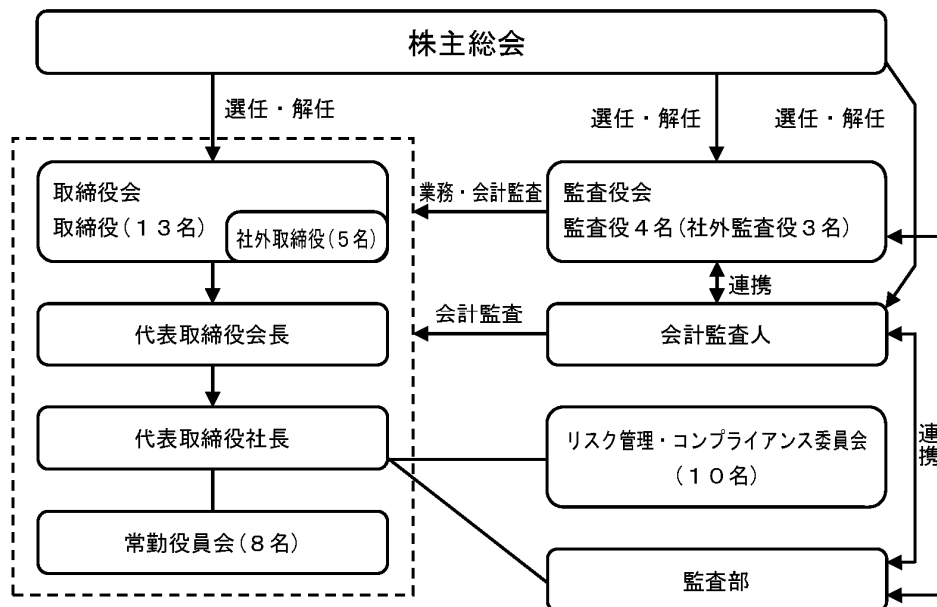 株主総会
選任・解任
選任・解任
選任・解任
取締役会
取締役(13名)
社外取締役(5名)
業務・会計監査
監査役会
監査役4名(社外監査役3名)
連携
代表取締役会長
会計監査
会計監査人
代表取締役社長
リスク管理・コンプライアンス委員会
(10名)
連携
常勤役員会(8名)
監査部